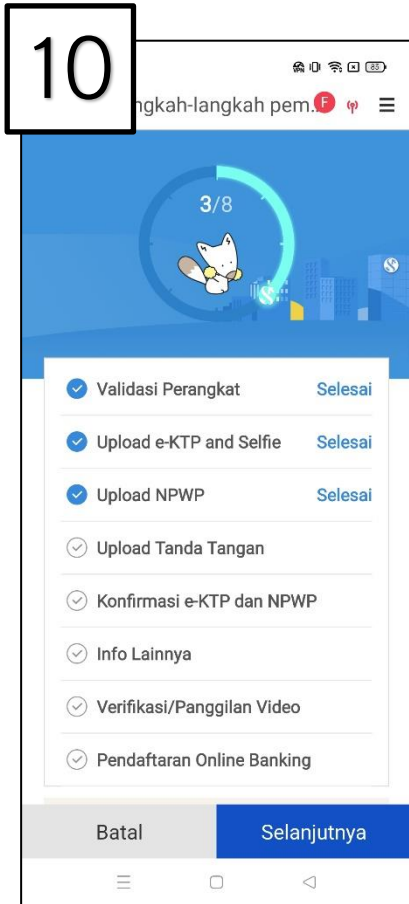 10
85
ngkah-langkah pem...
F
3/8
Validasi Perangkat Selesai
Upload e-KTP and Selfie Selesai
Upload NPWP Selesai
Upload Tanda Tangan
Konfirmasi e-KTP dan NPWP
Info Lainnya
Verifikasi/Panggilan Video
Pendaftaran Online Banking
Batal Selanjutnya